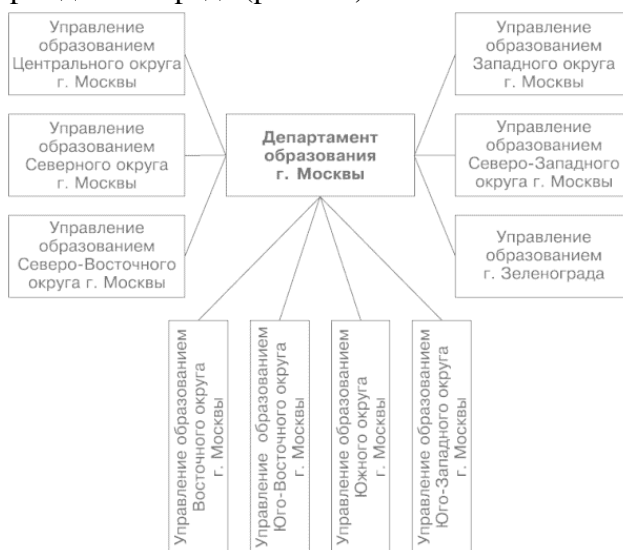 Управление
образованием
Центрального округа
г. Москвы
Управление
образованием
Западного округа
г. Москвы
Управление
образованием
Северного округа
г. Москвы
Департамент
образования
г. Москвы
Управление
образованием
Северо-Западного
округа г. Москвы
Управление
образованием
Северо-Восточного
округа г. Москвы
Управление
образованием
г. Зеленограда
Управление образованием
Восточного округа
г. Москвы
Управление образованием
Юго-Восточного округа
г. Москвы
Управление образованием
Южного округа
г. Москвы
Управление образованием
Юго-Западного округа
г. Москвы